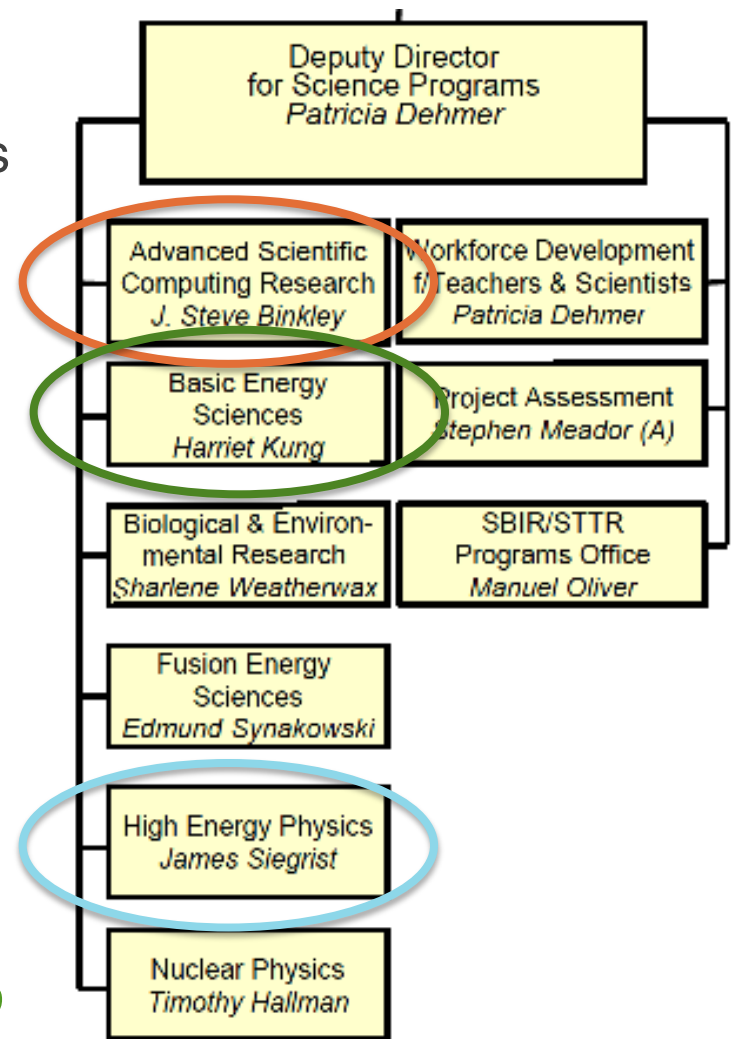 Deputy Director
for Science Programs
Patricia Dehmer
s
Advanced Scientific
Computing Research
J. Steve Binkley
Workforce Development
f/Teachers & Scientists
Patricia Dehmer
Basic Energy
Sciences
Harriet Kung
Project Assessment
Stephen Meador (A)
Biological & Environ-
mental Research
Sharlene Weatherwax
SBIR/STTR
Programs Office
Manuel Oliver
Fusion Energy
Sciences
Edmund Synakowski
High Energy Physics
James Siegrist
Nuclear Physics
Timothy Hallman